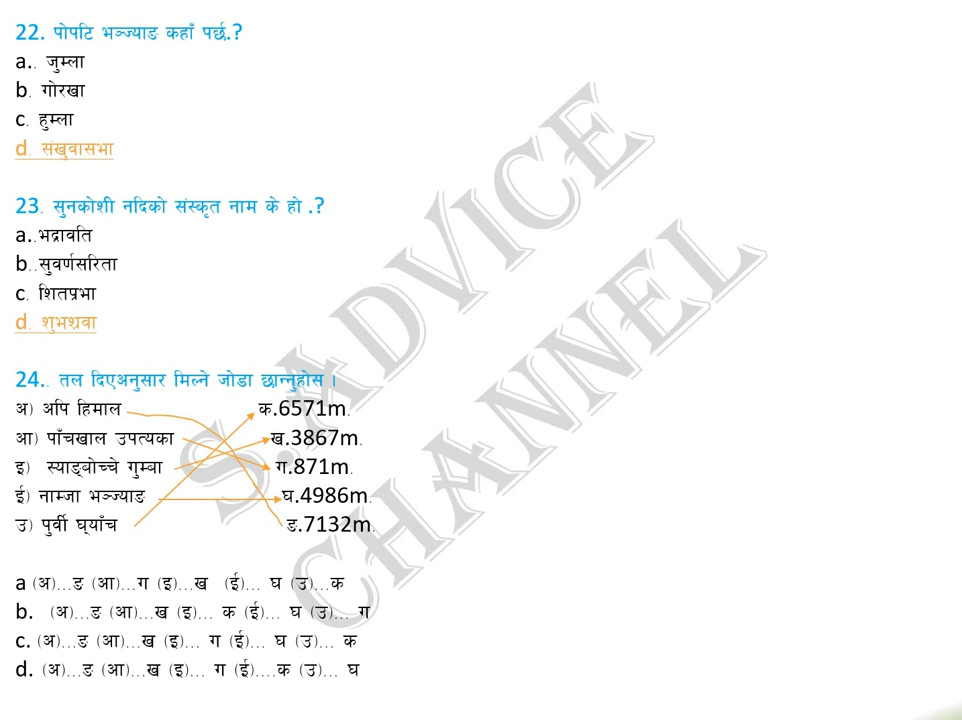 22. पोपटि भञ्ज्याङ कहाँ पर्छ.?
a.. जुम्ला
b. गोरखा
c. हुम्ला
d. संखुवासभा
23. सुनकोशी नदिको संस्कृत नाम के हो .?
a..भद्रावति
b..सुवर्णसरिता
c. शितप्रभा
d. शुभश्रवा
24.. तल दिएअनुसार मिल्ने जोडा छान्नुहोस ।
अ) अपि हिमाल क.6571m.
आ) पाँचखाल उपत्यका ख.3867m.
इ) स्याङ्बोच्चे गुम्बा ग.871m.
ई) नाम्जा भञ्ज्याङ घ.4986m.
उ) पुर्वी घ्याँच ङ.7132m.
a (अ)...ङ (आ)...ग (इ)...ख (ई)... घ (उ)...क
b. (अ)...ङ (आ)...ख (इ)... क (ई)... घ (उ)... ग
c. (अ)...ङ (आ)...ख (इ)... ग (ई)... घ (उ)... क
d. (अ)...ङ (आ)...ख (इ)... ग (ई)....क (उ)... घ
S.ADVICE
CHANNEL